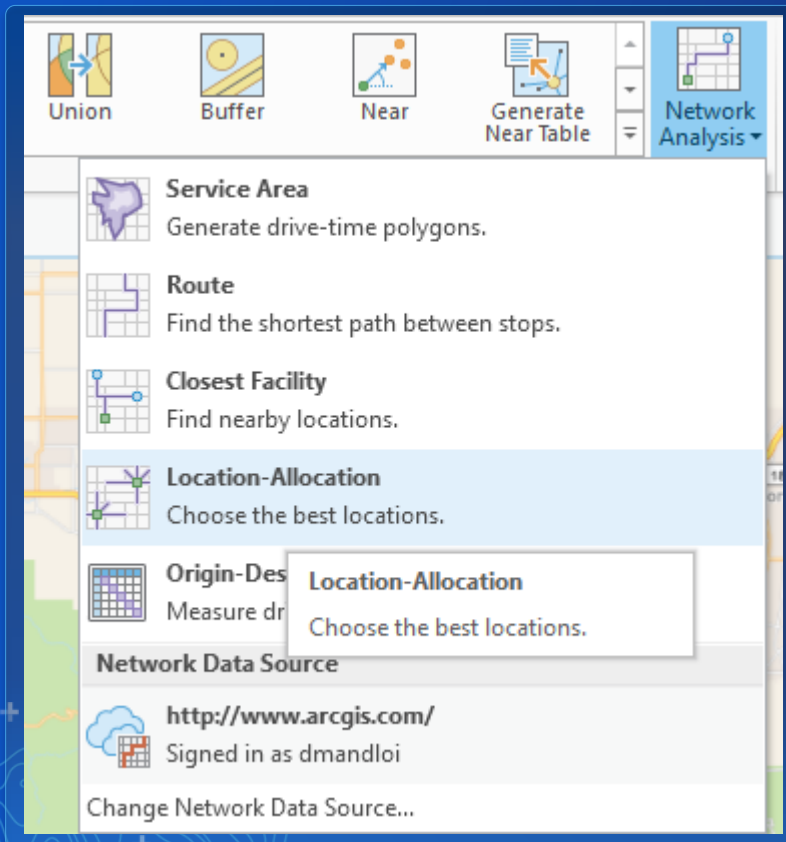 Union
Buffer
Near
Generate
Near Table
Network
Analysis
Service Area
Generate drive-time polygons.
Route
Find the shortest path between stops.
Closest Facility
Find nearby locations.
Location-Allocation
Choose the best locations.
Origin-Des
Measure dr
Location-Allocation
Choose the best locations.
Network Data Source
http://www.arcgis.com/
Signed in as dmandloi
Change Network Data Source...